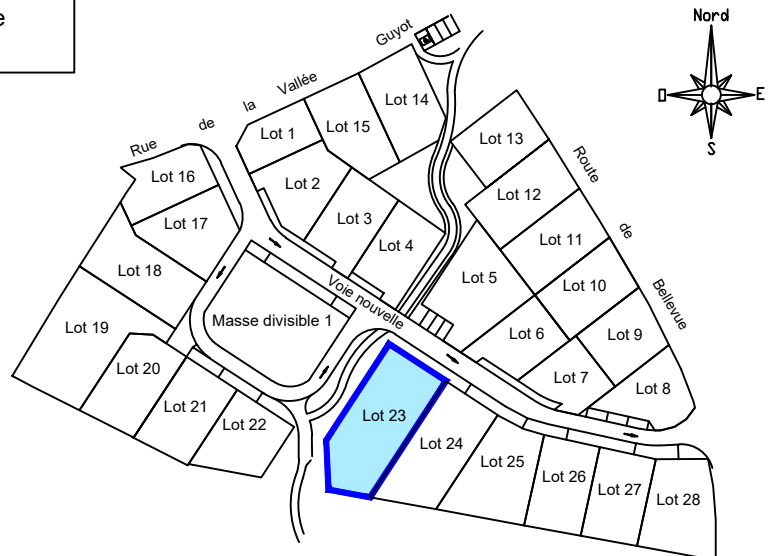 e
Nord
O
E
S
Rue de la Vallée Guyot
Lot 14
Lot 1
Lot 15
Lot 13
Route de Bellevue
Lot 16
Lot 2
Lot 12
Lot 17
Lot 3
Lot 4
Lot 11
Lot 18
Lot 5
Lot 10
Voie nouvelle
Lot 19
Masse divisible 1
Lot 6
Lot 9
Lot 20
Lot 7
Lot 8
Lot 21
Lot 22
Lot 23
Lot 24
Lot 25
Lot 26
Lot 27
Lot 28